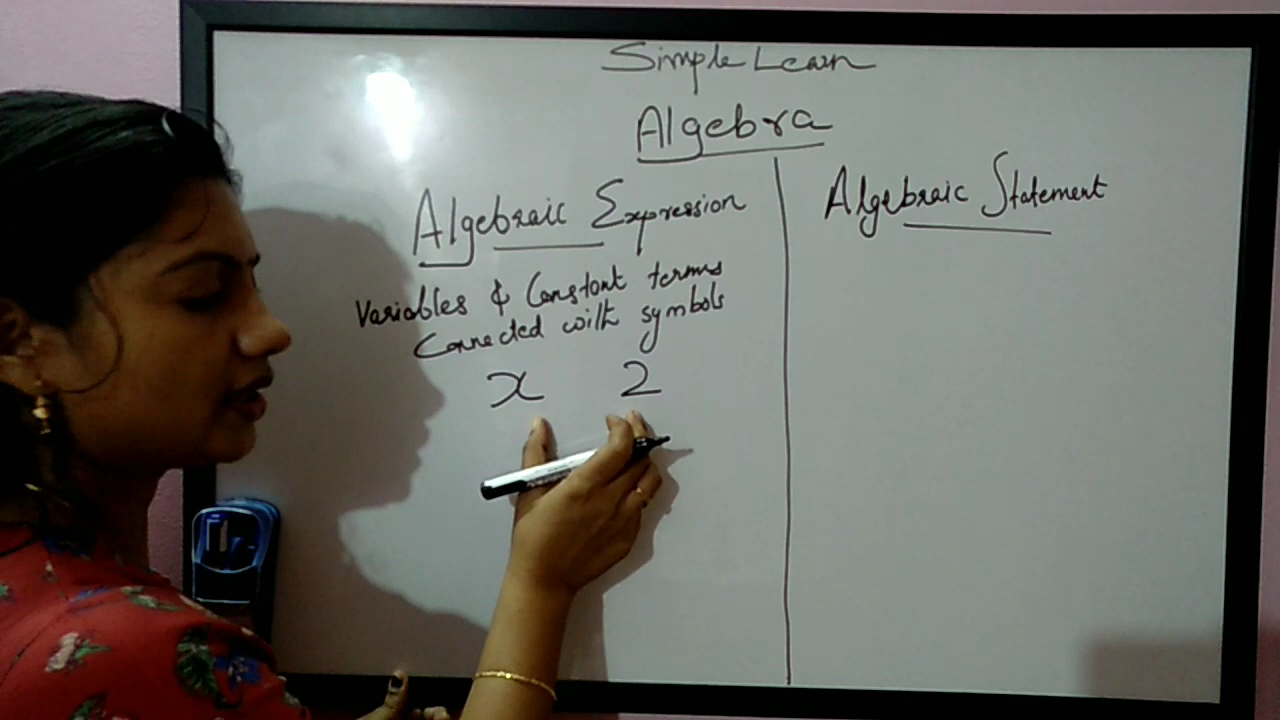 Simple Learn
Algebra
Algebraic Expression
Variables & Constant terms
Connected with symbols
x 2
Algebraic Statement